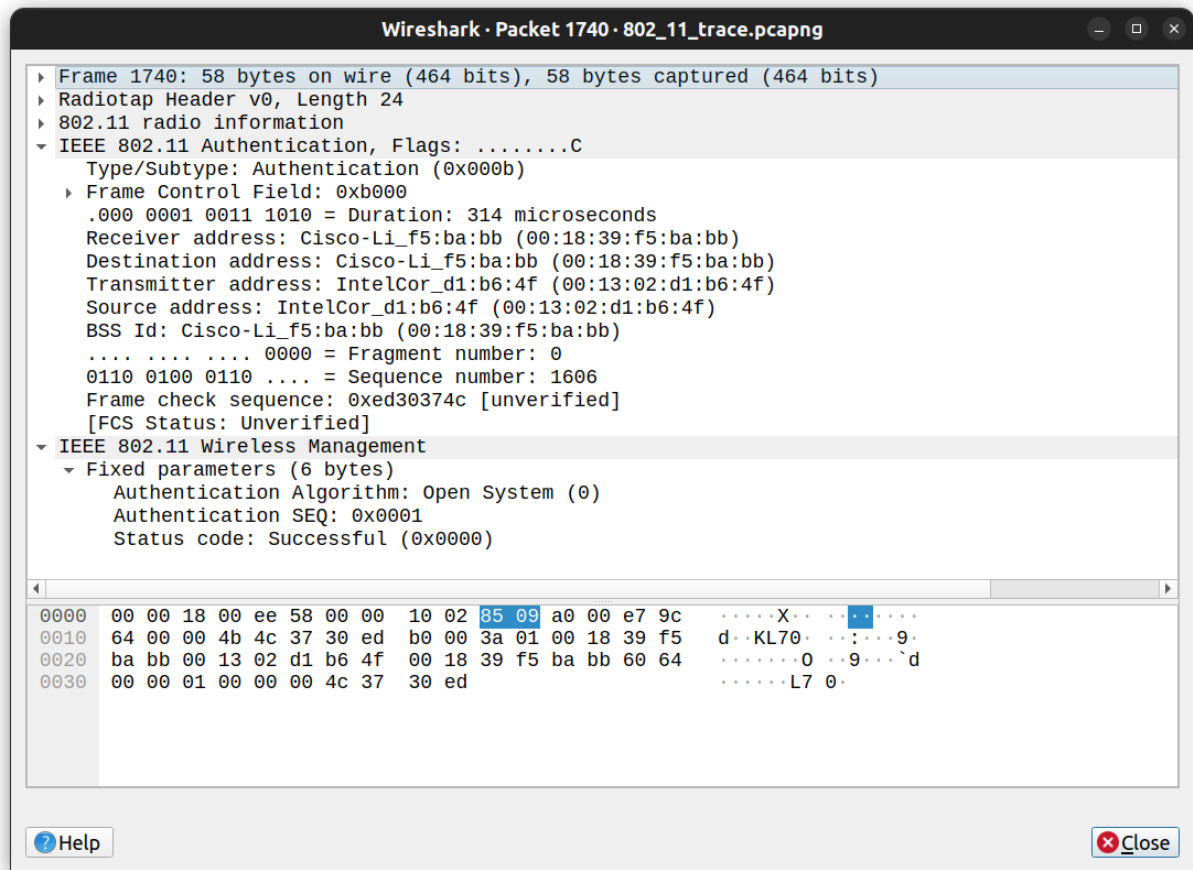 Wireshark · Packet 1740 · 802_11_trace.pcapng
Frame 1740: 58 bytes on wire (464 bits), 58 bytes captured (464 bits)
Radiotap Header v0, Length 24
802.11 radio information
IEEE 802.11 Authentication, Flags: ........C
Type/Subtype: Authentication (0x000b)
Frame Control Field: 0xb000
.000 0001 0011 1010 = Duration: 314 microseconds
Receiver address: Cisco-Li_f5:ba:bb (00:18:39:f5:ba:bb)
Destination address: Cisco-Li_f5:ba:bb (00:18:39:f5:ba:bb)
Transmitter address: IntelCor_d1:b6:4f (00:13:02:d1:b6:4f)
Source address: IntelCor_d1:b6:4f (00:13:02:d1:b6:4f)
BSS Id: Cisco-Li_f5:ba:bb (00:18:39:f5:ba:bb)
.... .... .... 0000 = Fragment number: 0
0110 0100 0110 .... = Sequence number: 1606
Frame check sequence: 0xed30374c [unverified]
[FCS Status: Unverified]
IEEE 802.11 Wireless Management
Fixed parameters (6 bytes)
Authentication Algorithm: Open System (0)
Authentication SEQ: 0x0001
Status code: Successful (0x0000)
0000 00 00 18 00 ee 58 00 00 10 02 85 09 a0 00 e7 9c ·····X·· ········
0010 64 00 00 4b 4c 37 30 ed b0 00 3a 01 00 18 39 f5 d··KL70· ··:···9·
0020 ba bb 00 13 02 d1 b6 4f 00 18 39 f5 ba bb 60 64 ·······O ··9···`d
0030 00 00 01 00 00 00 4c 37 30 ed ······L7 0·
Help
Close